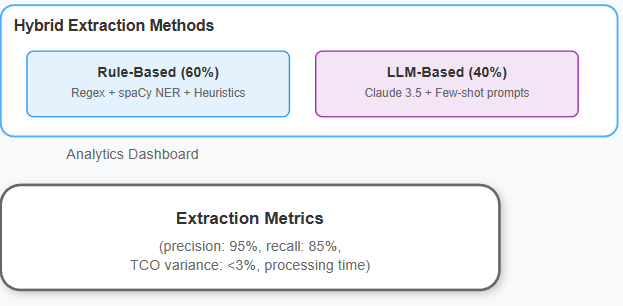 Hybrid Extraction Methods
Rule-Based (60%)
Regex + spaCy NER + Heuristics
LLM-Based (40%)
Claude 3.5 + Few-shot prompts
Analytics Dashboard
Extraction Metrics
(precision: 95%, recall: 85%,
TCO variance: <3%, processing time)